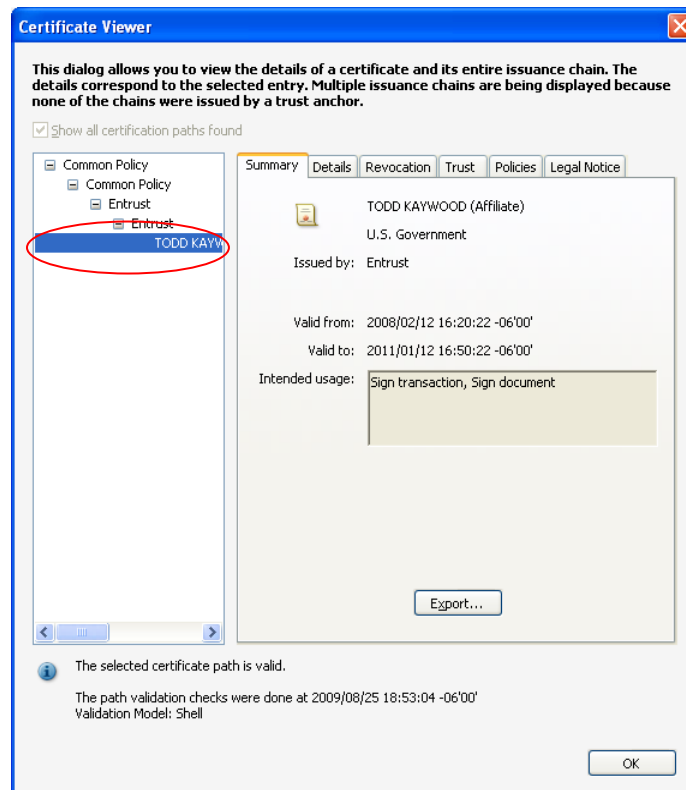 Certificate Viewer
This dialog allows you to view the details of a certificate and its entire issuance chain. The
details correspond to the selected entry. Multiple issuance chains are being displayed because
none of the chains were issued by a trust anchor.
Show all certification paths found
Common Policy
Common Policy
Entrust
Entrust
TODD KAYW
Summary Details Revocation Trust Policies Legal Notice
TODD KAYWOOD (Affiliate)
U.S. Government
Issued by: Entrust
Valid from: 2008/02/12 16:20:22 -06'00'
Valid to: 2011/01/12 16:50:22 -06'00'
Intended usage: Sign transaction, Sign document
Export...
The selected certificate path is valid.
The path validation checks were done at 2009/08/25 18:53:04 -06'00'
Validation Model: Shell
OK